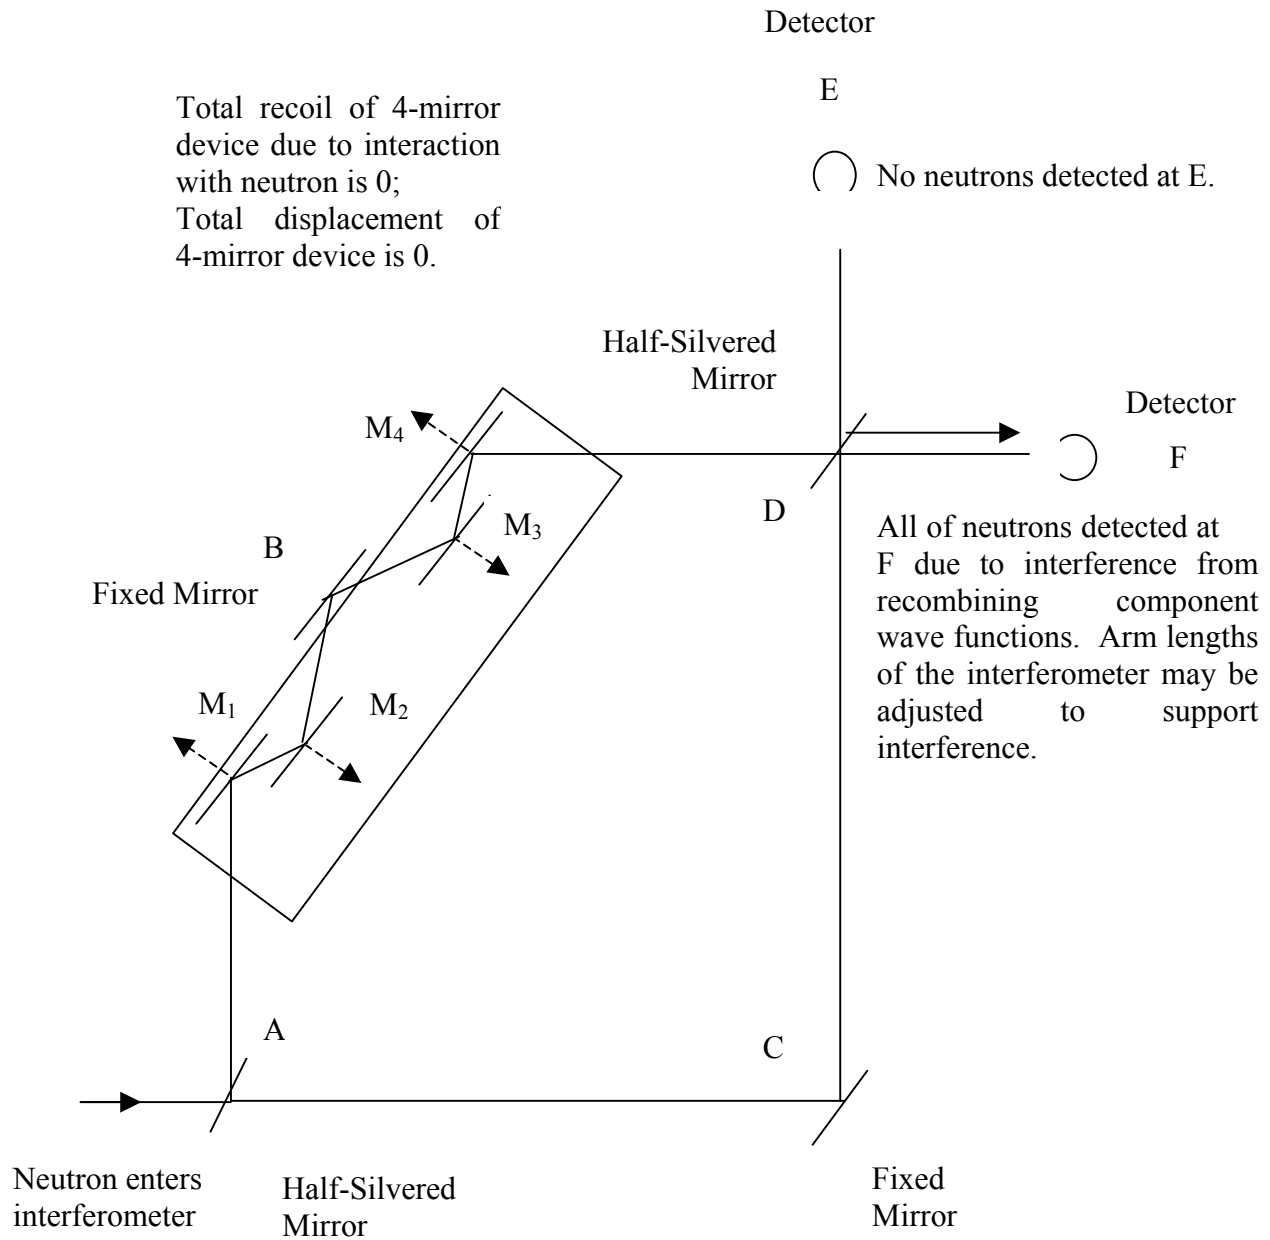 Detector
E
Total recoil of 4-mirror
device due to interaction
with neutron is 0;
Total displacement of
4-mirror device is 0.
No neutrons detected at E.
Half-Silvered
Mirror
Detector
F
M4
D
M3
B
All of neutrons detected at
F due to interference from
recombining component
wave functions. Arm lengths
of the interferometer may be
adjusted to support
interference.
Fixed Mirror
M1
M2
A
C
Neutron enters
interferometer
Half-Silvered
Mirror
Fixed
Mirror